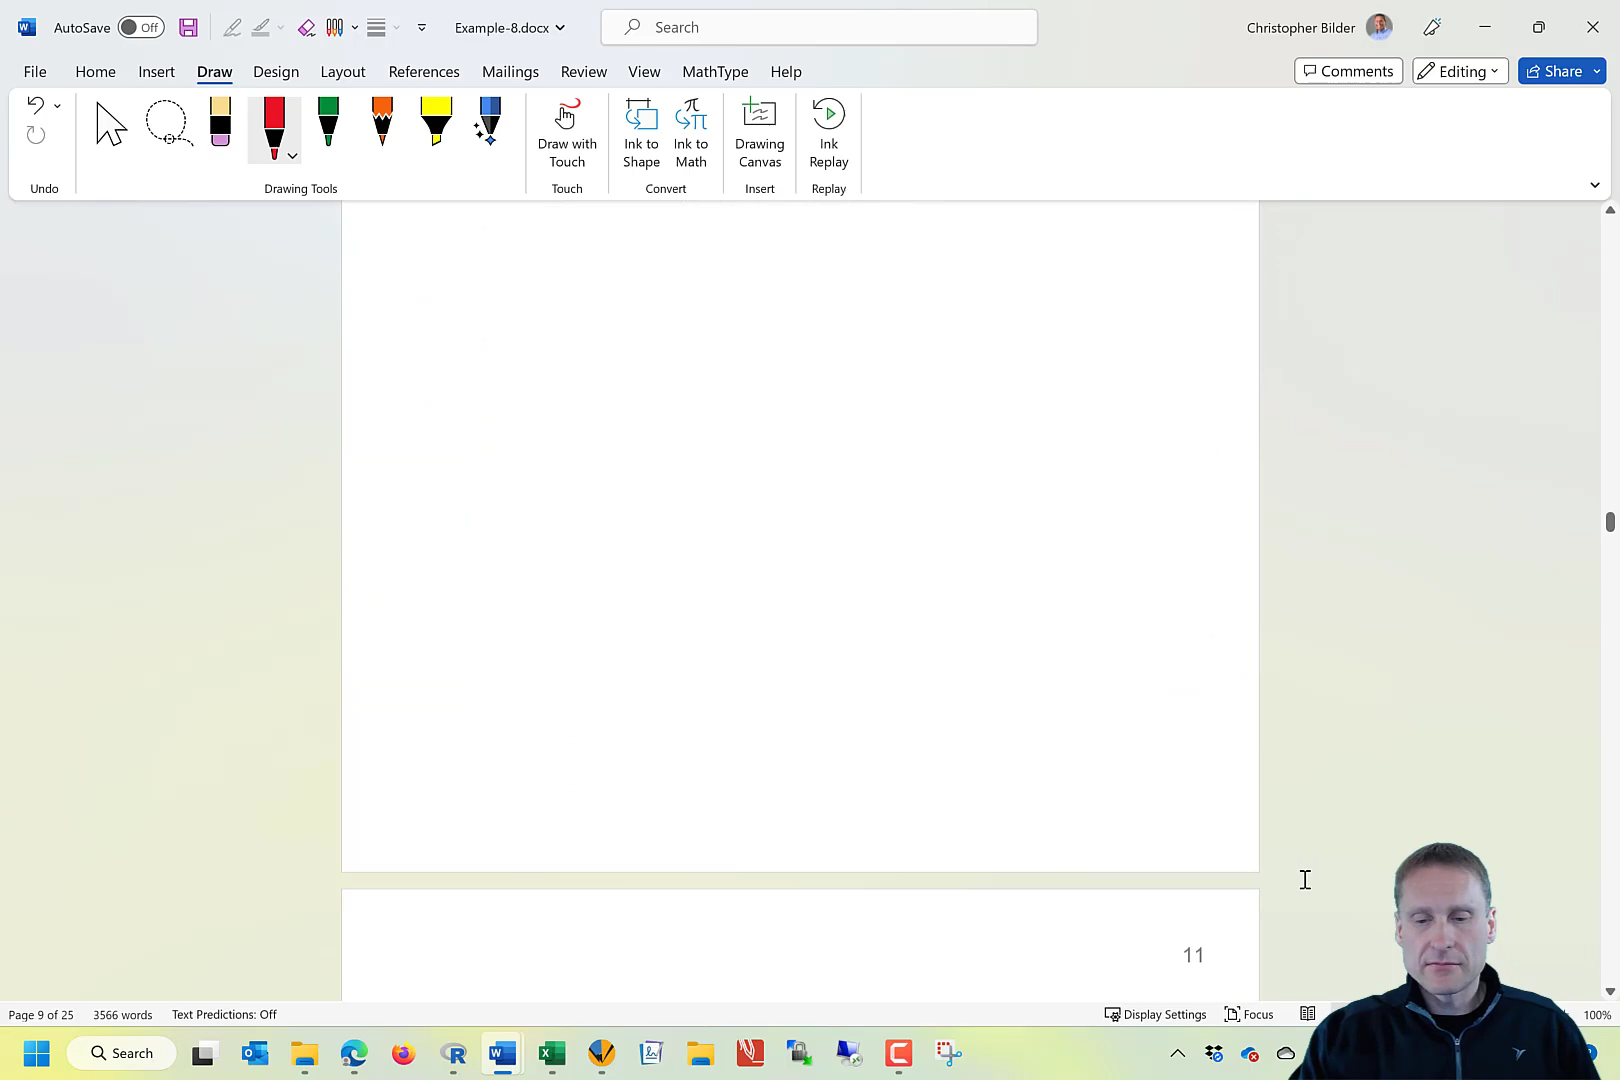 AutoSave Off Example-8.docx Search Christopher Bilder
File Home Insert Draw Design Layout References Mailings Review View MathType Help Comments Editing Share
Draw with Touch
Ink to Shape
Ink to Math
Drawing Canvas
Ink Replay
Undo Drawing Tools Touch Convert Insert Replay
11
Page 9 of 25 3566 words Text Predictions: Off Display Settings Focus 100%
Search